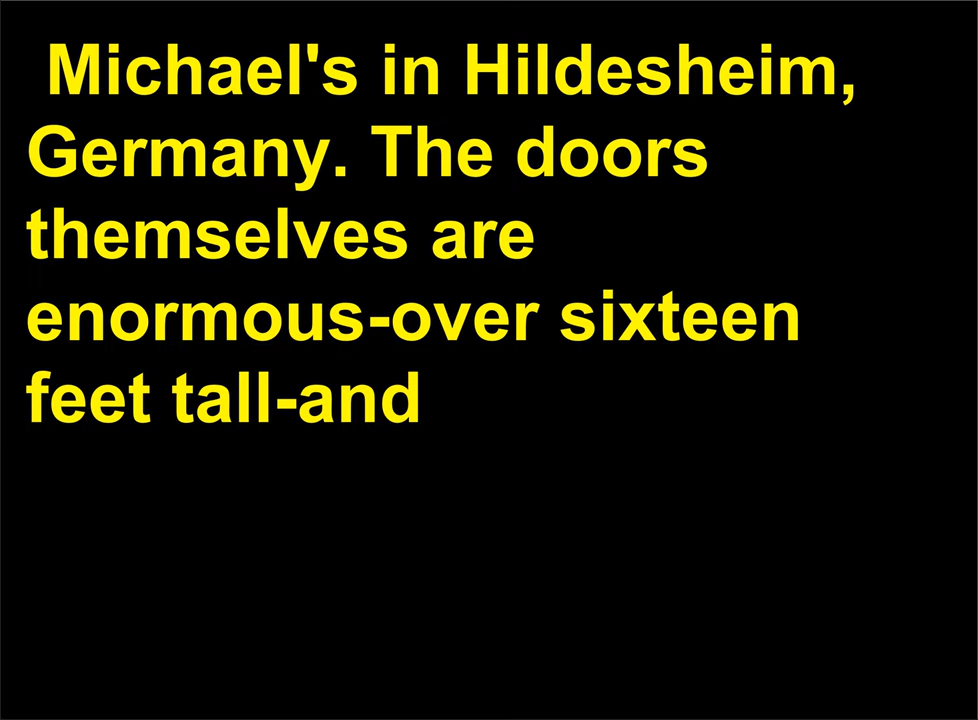 Michael's in Hildesheim,
Germany. The doors
themselves are
enormous-over sixteen
feet tall-and